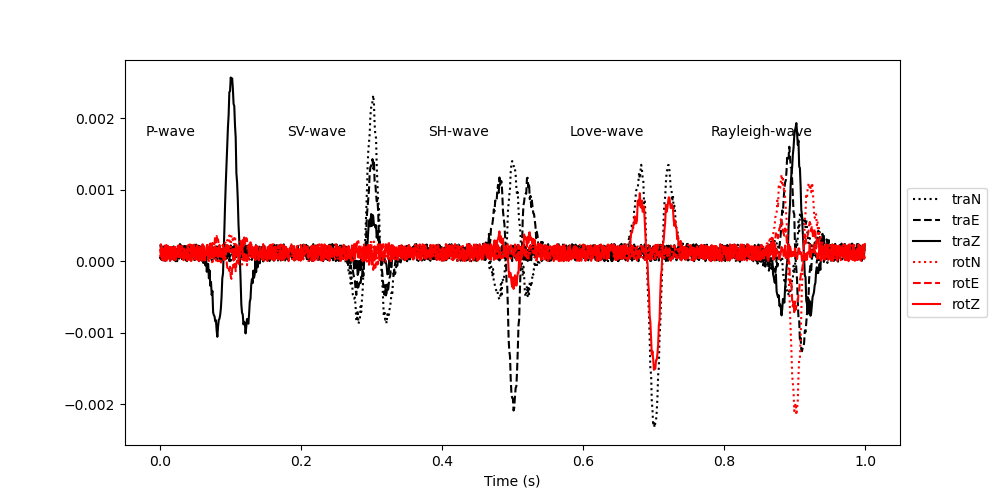 P-wave SV-wave SH-wave Love-wave Rayleigh-wave
0.002
0.001
0.000
−0.001
−0.002
0.0 0.2 0.4 0.6 0.8 1.0
Time (s)
traN
traE
traZ
rotN
rotE
rotZ